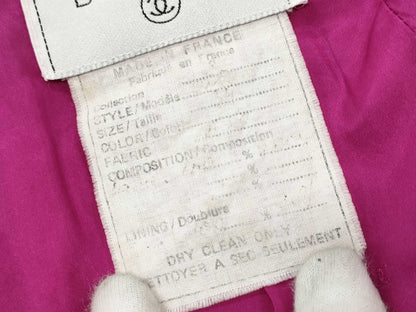 MADE IN FRANCE
Fabriqué en France
Collection
STYLE/Modèle
SIZE/Taille
COLOR/Coloris
FABRIC
COMPOSITION/Composition
%
%
%
LINING/Doublure
%
DRY CLEAN ONLY
NETTOYER A SEC SEULEMENT